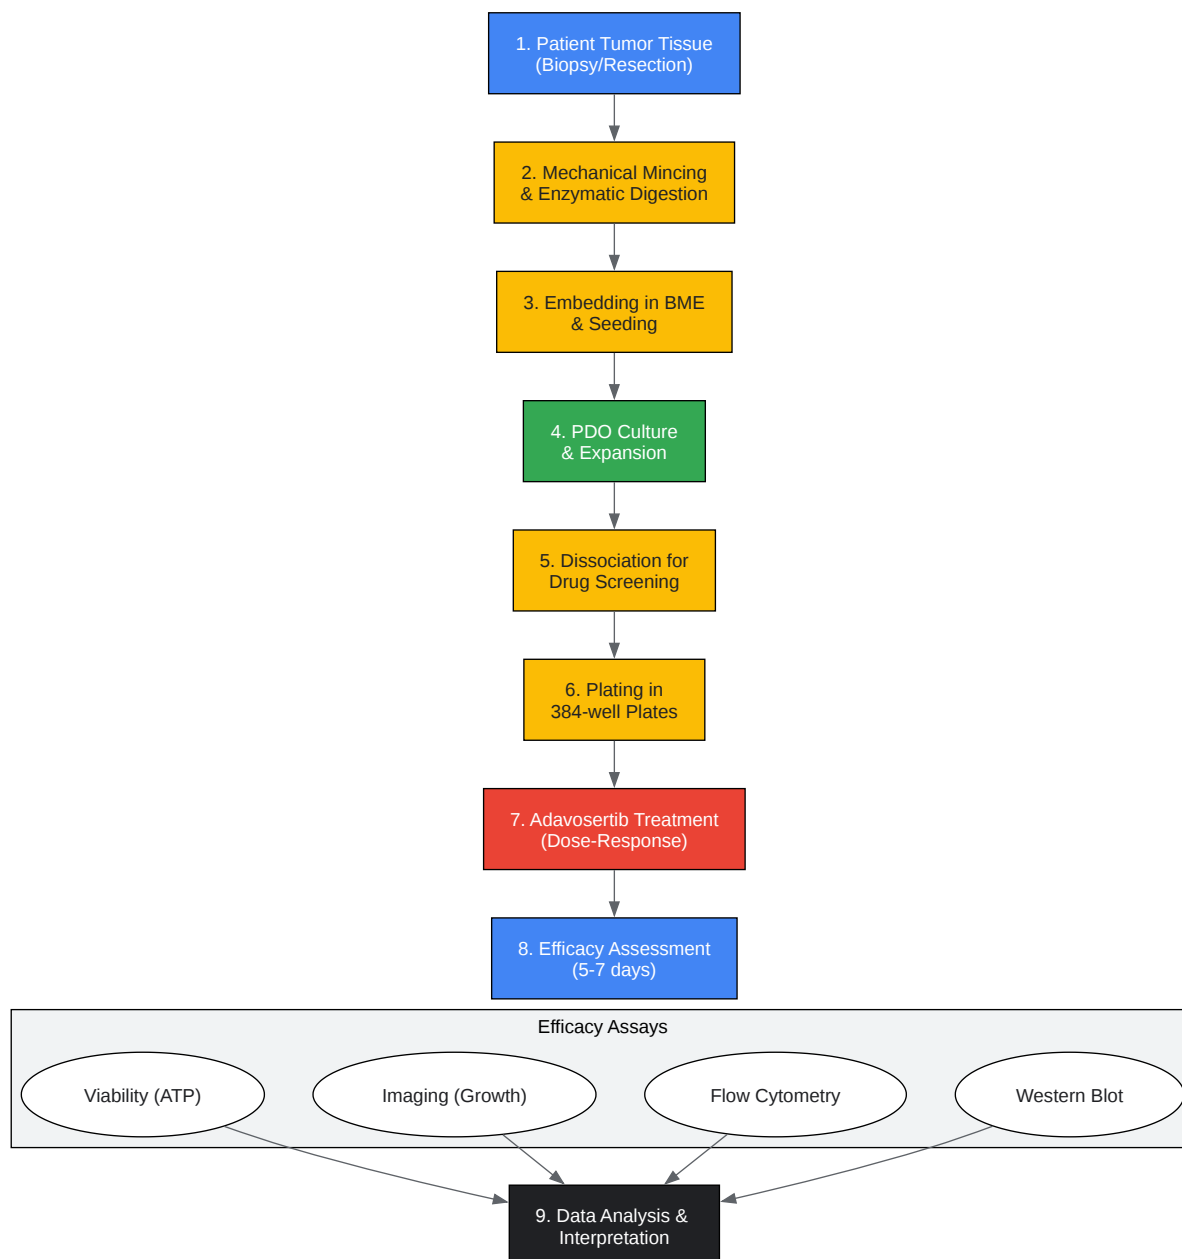 1. Patient Tumor Tissue
(Biopsy/Resection)
2. Mechanical Mincing
& Enzymatic Digestion
3. Embedding in BME
& Seeding
4. PDO Culture
& Expansion
5. Dissociation for
Drug Screening
6. Plating in
384-well Plates
7. Adavosertib Treatment
(Dose-Response)
8. Efficacy Assessment
(5-7 days)
Efficacy Assays
Viability (ATP)
Imaging (Growth)
Flow Cytometry
Western Blot
9. Data Analysis &
Interpretation